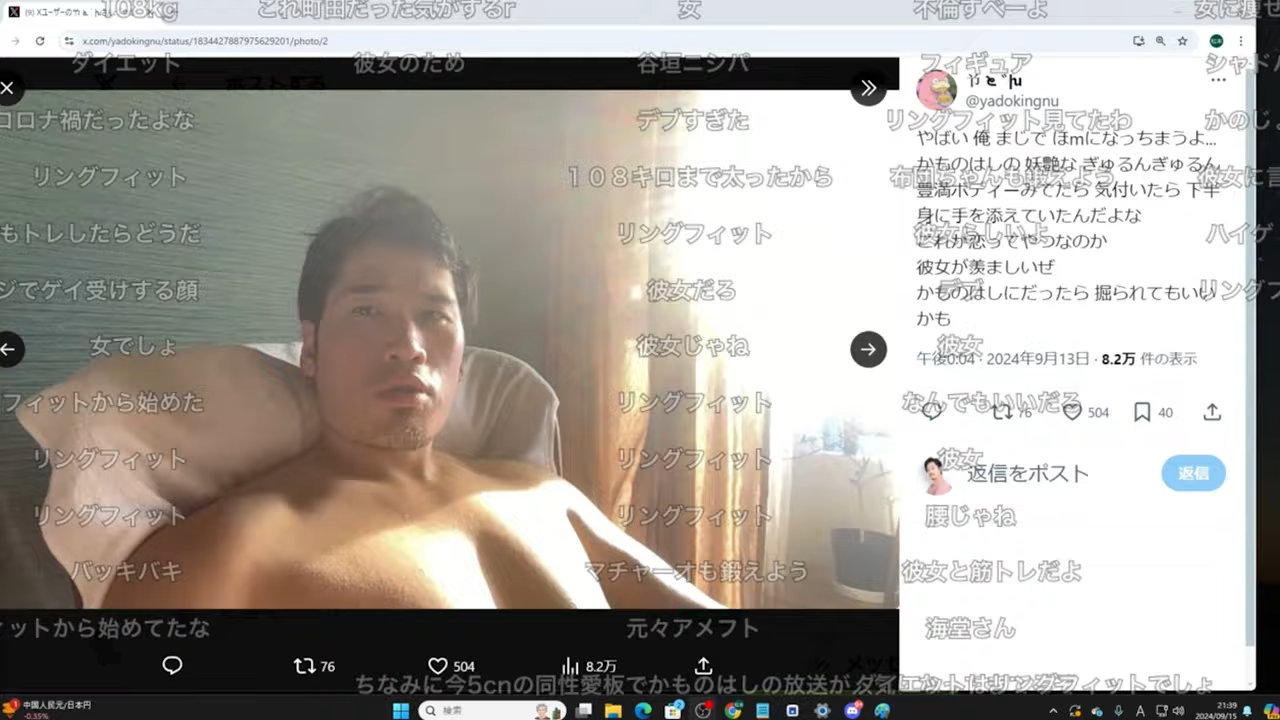 108kg
これ町田だった気がするr
女
不倫すべーよ
女に痩せ
x.com/yadokingnu/status/1834427887975629201/photo/2
ダイエット
彼女のため
谷垣ニシパ
フィギュア
シャドバ
@yadokingnu
コロナ禍だったよな
デブすぎた
リングフィット見てたわ
かのじょ
やばい 俺 まじで ほmになっちまうよ...
かものはしの 妖艶な ぎゅるんぎゅるん
リングフィット
108キロまで太ったから
布団ちゃんも鍛えよう
彼女に言
豊満ボディーみてたら 気付いたら 下半
身に手を添えていたんだよな
もトレしたらどうだ
リングフィット
彼女らしいよ
ハイゲ
これが恋ってやつなのか
彼女が羨ましいぜ
ジでゲイ受けする顔
彼女だろ
デブ
リングフ
かものはしにだったら 掘られてもいい
かも
女でしょ
彼女じゃね
彼女
午後0:04 · 2024年9月13日 · 8.2万 件の表示
フィットから始めた
リングフィット
なんでもいいだろ
76
504
40
リングフィット
リングフィット
彼女
返信をポスト
返信
リングフィット
リングフィット
腰じゃね
バッキバキ
マチャーオも鍛えよう
彼女と筋トレだよ
ィットから始めてたな
元々アメフト
海堂さん
76
504
8.2万
ちなみに今5cnの同性愛板でかものはしの放送が
中国人民元/日本円
-0.35%
検索
A
21:39
2024/09/15